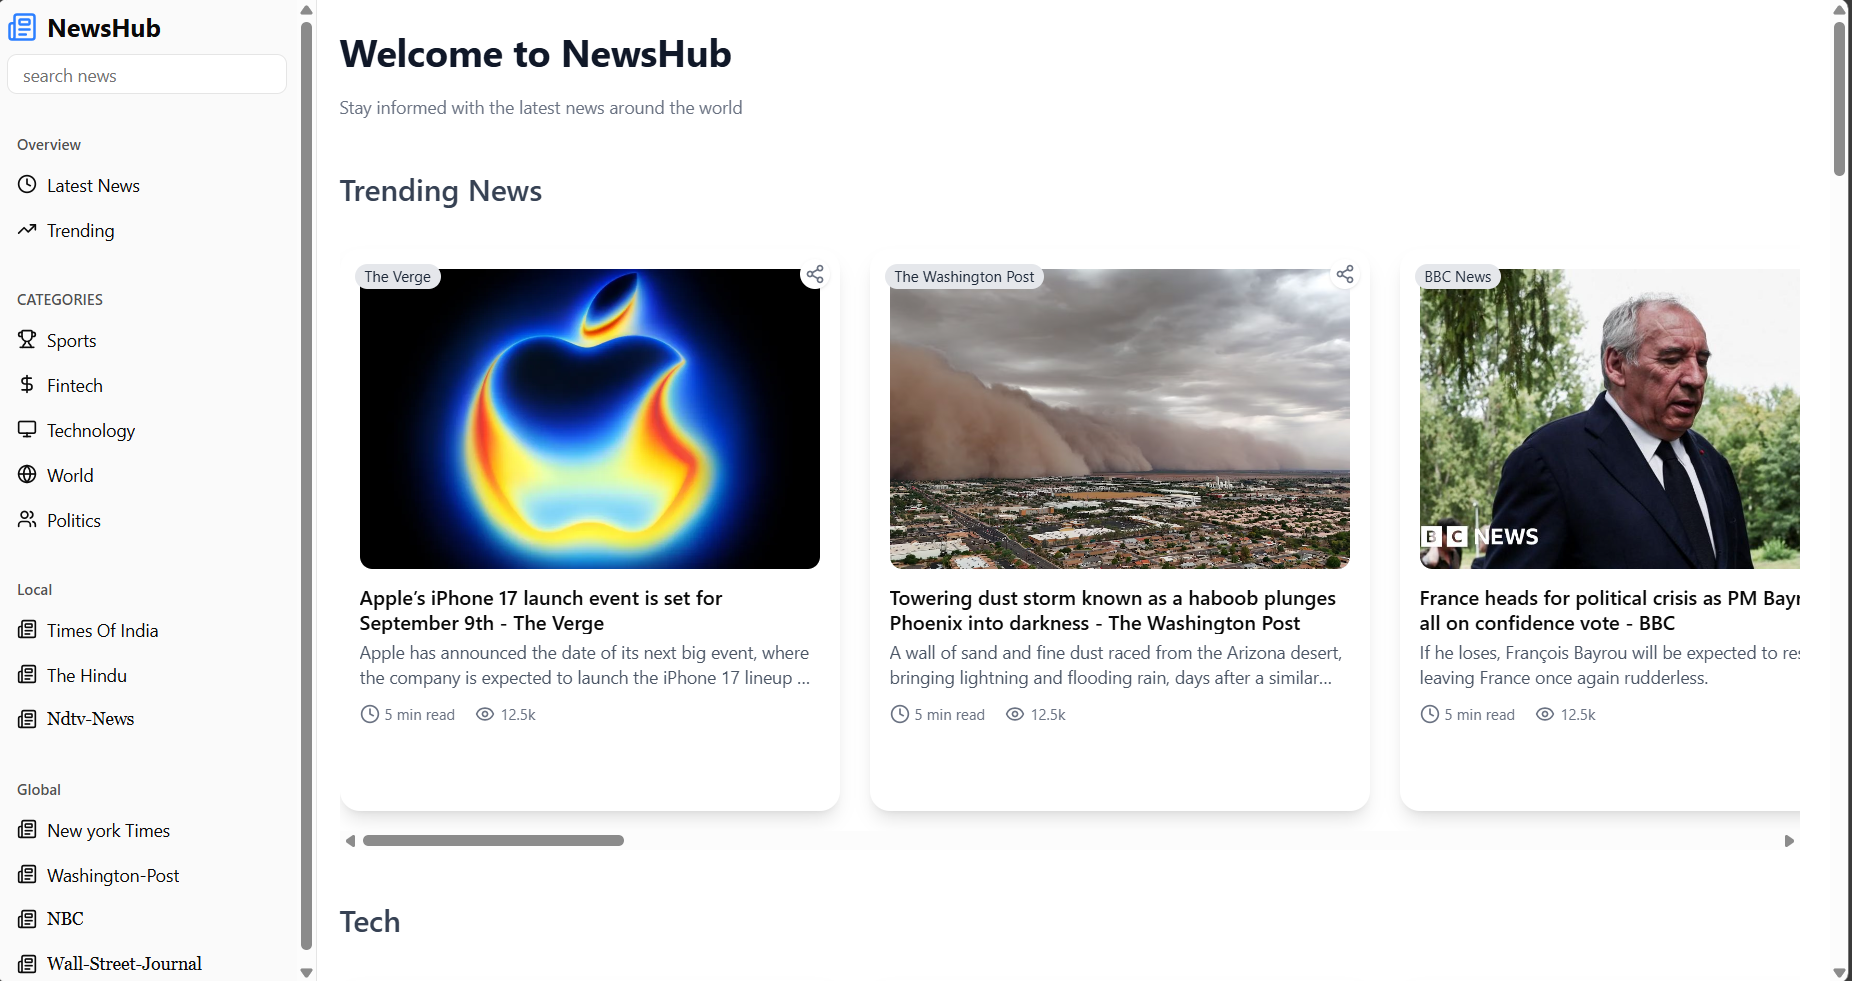 NewsHub
search news
Overview
Latest News
Trending
CATEGORIES
Sports
Fintech
Technology
World
Politics
Local
Times Of India
The Hindu
Ndtv-News
Global
New york Times
Washington-Post
NBC
Wall-Street-Journal
Welcome to NewsHub
Stay informed with the latest news around the world
Trending News
The Verge
Apple’s iPhone 17 launch event is set for
September 9th - The Verge
Apple has announced the date of its next big event, where
the company is expected to launch the iPhone 17 lineup ...
5 min read 12.5k
The Washington Post
Towering dust storm known as a haboob plunges
Phoenix into darkness - The Washington Post
A wall of sand and fine dust raced from the Arizona desert,
bringing lightning and flooding rain, days after a similar...
5 min read 12.5k
BBC News
BBC NEWS
France heads for political crisis as PM
all on confidence vote - BBC
If he loses, François Bayrou will be expected to
leaving France once again rudderless.
5 min read 12.5k
Tech